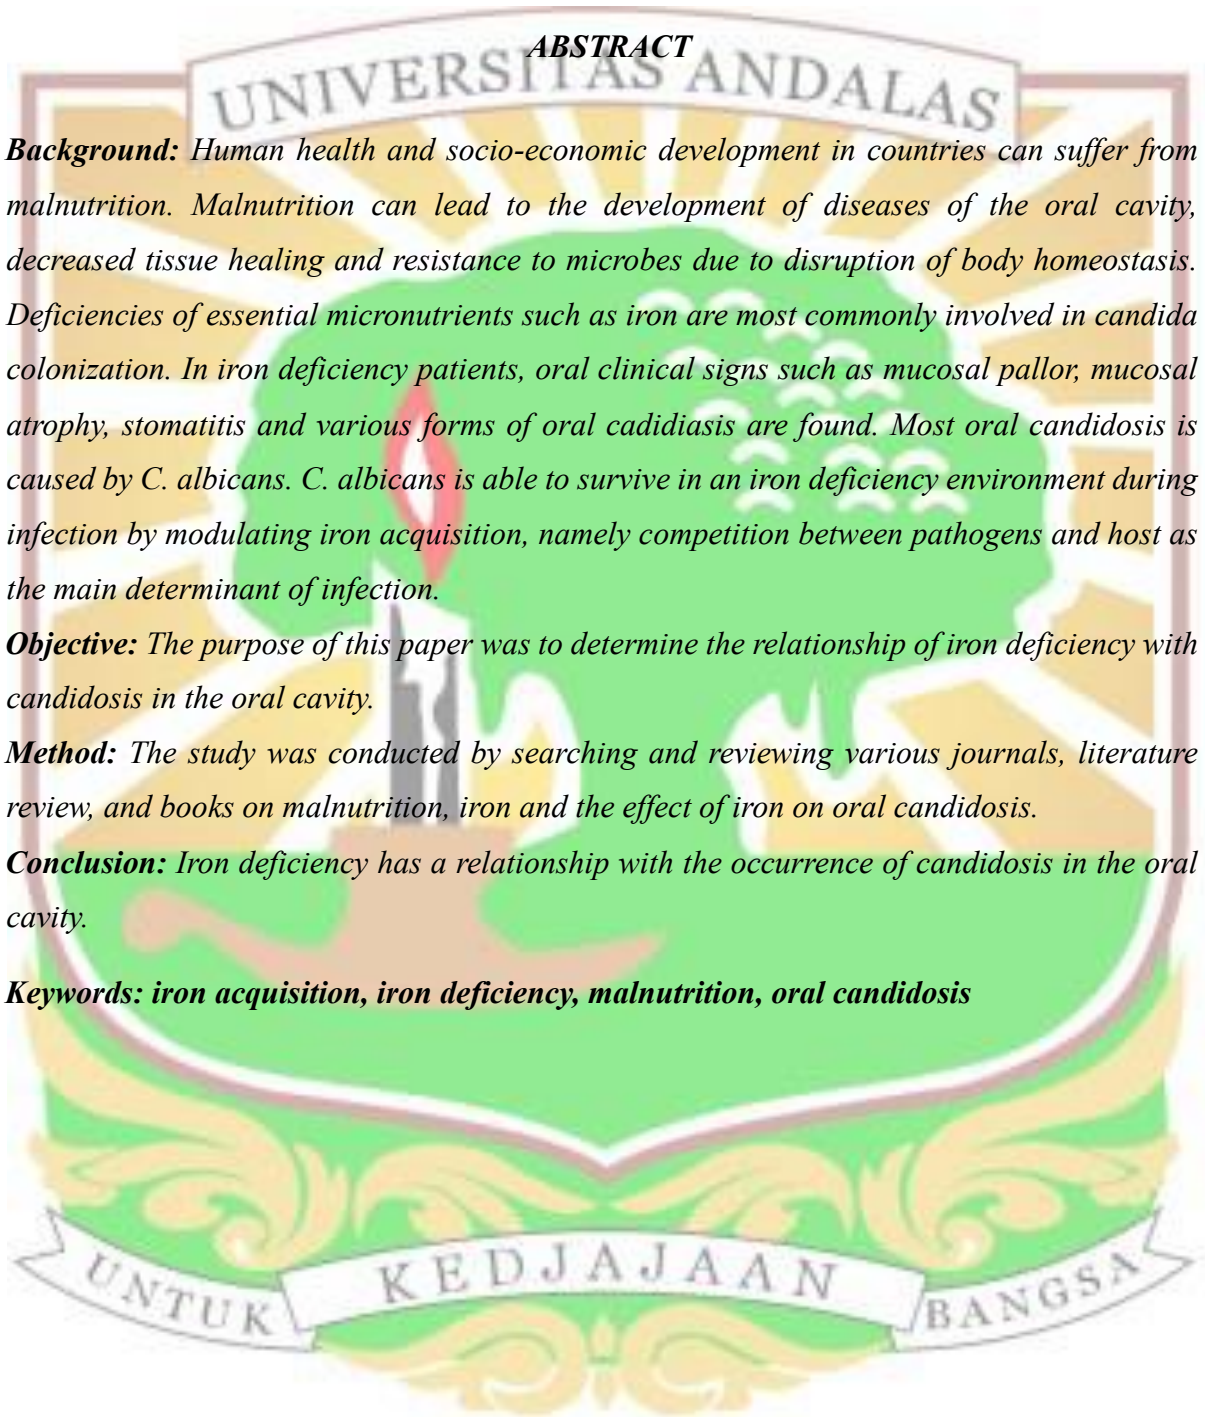 ABSTRACT
UNIVERSITAS ANDALAS
Background: Human health and socio-economic development in countries can suffer from
malnutrition. Malnutrition can lead to the development of diseases of the oral cavity,
decreased tissue healing and resistance to microbes due to disruption of body homeostasis.
Deficiencies of essential micronutrients such as iron are most commonly involved in candida
colonization. In iron deficiency patients, oral clinical signs such as mucosal pallor, mucosal
atrophy, stomatitis and various forms of oral cadidiasis are found. Most oral candidosis is
caused by C. albicans. C. albicans is able to survive in an iron deficiency environment during
infection by modulating iron acquisition, namely competition between pathogens and host as
the main determinant of infection.
Objective: The purpose of this paper was to determine the relationship of iron deficiency with
candidosis in the oral cavity.
Method: The study was conducted by searching and reviewing various journals, literature
review, and books on malnutrition, iron and the effect of iron on oral candidosis.
Conclusion: Iron deficiency has a relationship with the occurrence of candidosis in the oral
cavity.
Keywords: iron acquisition, iron deficiency, malnutrition, oral candidosis
UNTUK KEDJAJAAN BANGSA